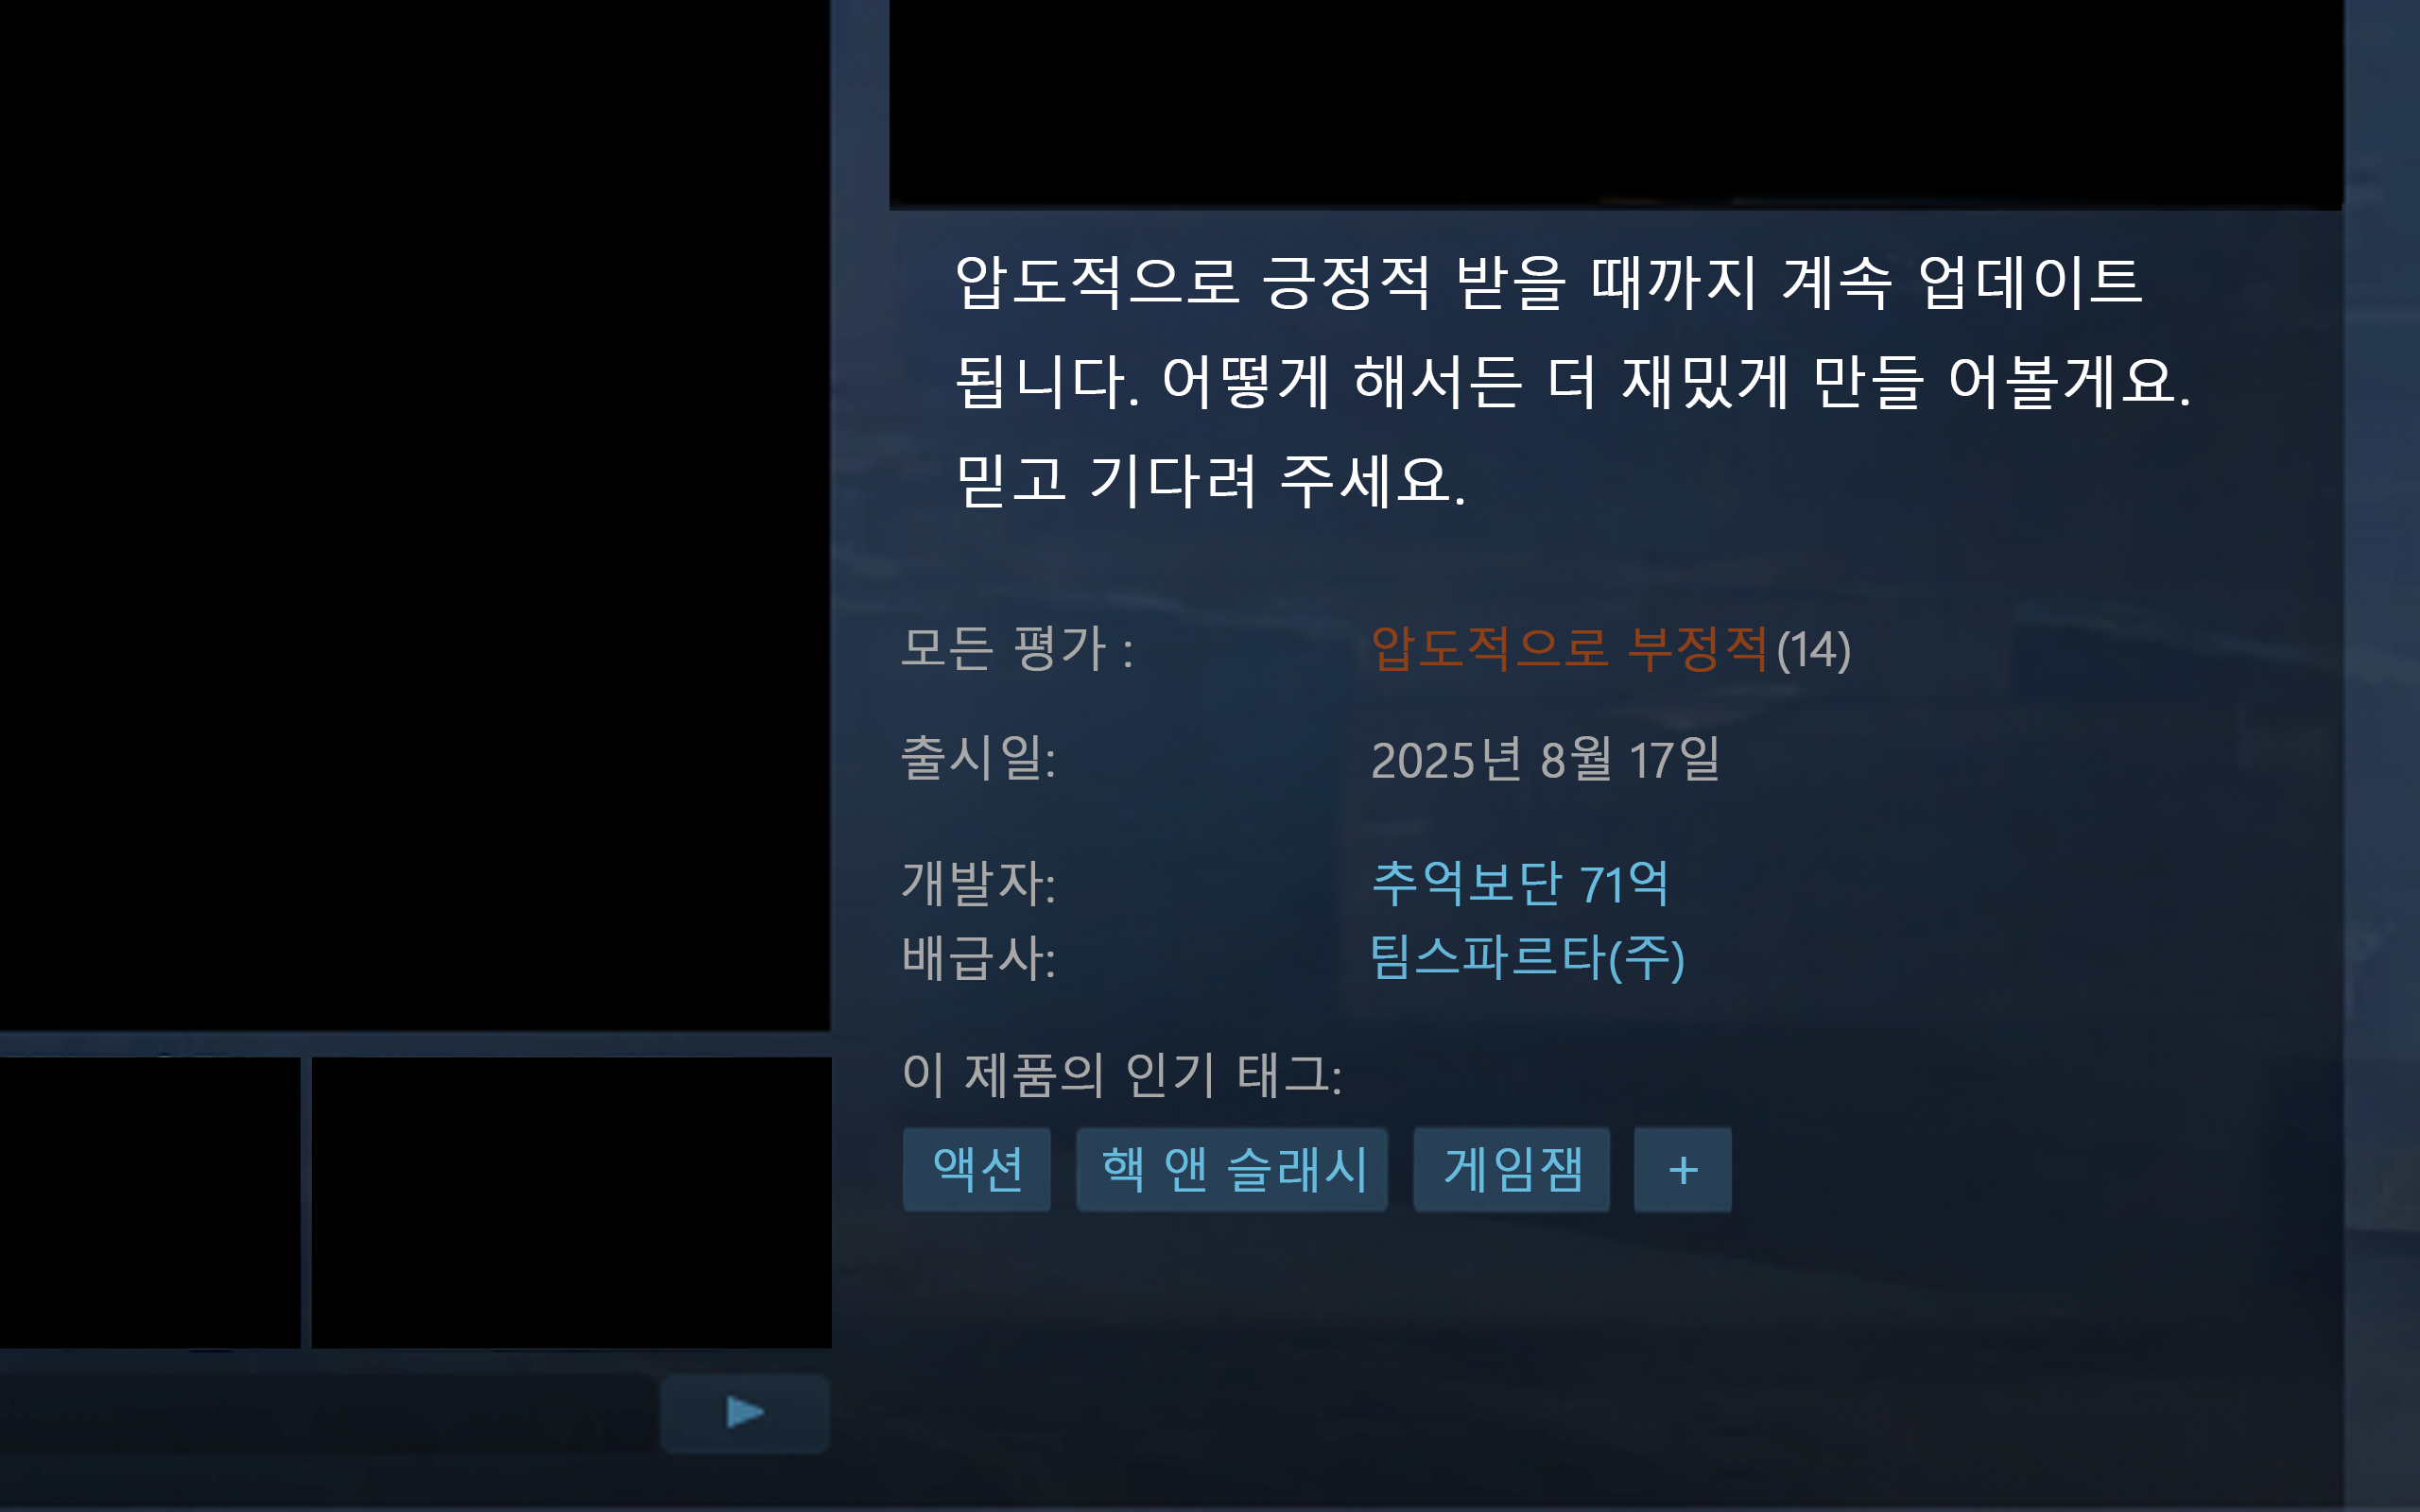 압도적으로 긍정적 받을 때까지 계속 업데이트
됩니다. 어떻게 해서든 더 재밌게 만들 어볼게요.
믿고 기다려 주세요.
모든 평가 : 압도적으로 부정적(14)
출시일: 2025년 8월 17일
개발자: 추억보단 71억
배급사: 팀스파르타(주)
이 제품의 인기 태그:
액션 핵 앤 슬래시 게임잼 +